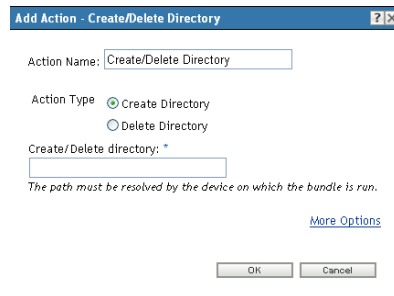 Add Action - Create/Delete Directory ? X
Action Name: Create/Delete Directory
Action Type Create Directory
Delete Directory
Create/Delete directory: *
The path must be resolved by the device on which the bundle is run.
More Options
OK Cancel